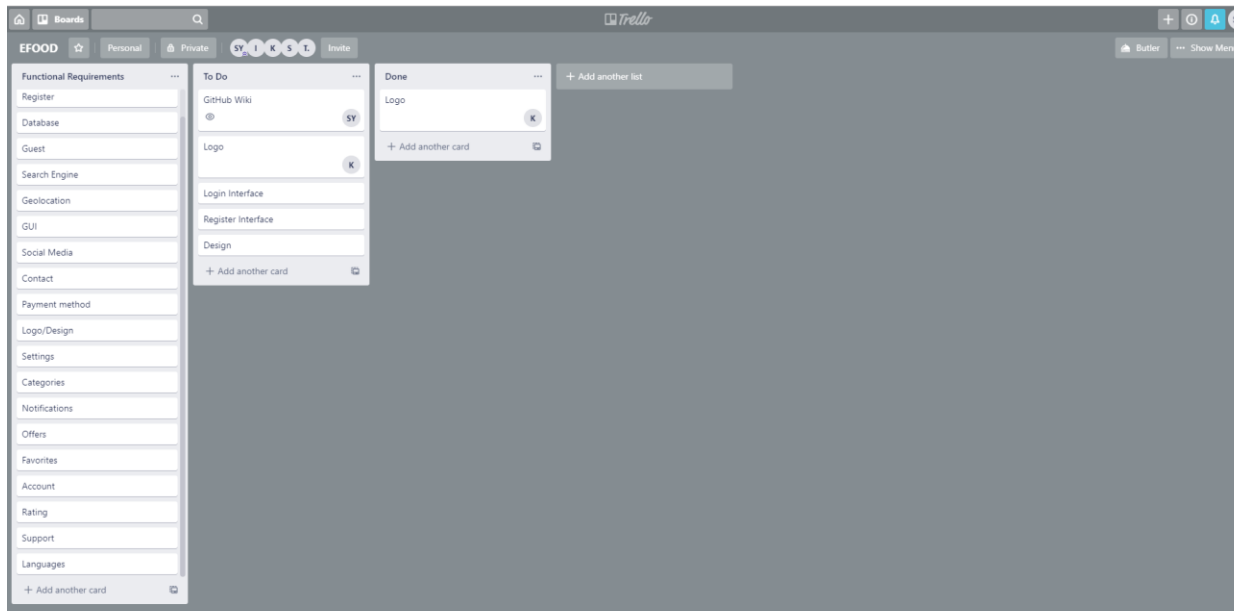 Boards
Trello
EFOOD
Personal
Private
SY I K S T.
Invite
Butler
··· Show Men
Functional Requirements ···
Register
Database
Guest
Search Engine
Geolocation
GUI
Social Media
Contact
Payment method
Logo/Design
Settings
Categories
Notifications
Offers
Favorites
Account
Rating
Support
Languages
+ Add another card
To Do ···
GitHub Wiki
SY
Logo
K
Login Interface
Register Interface
Design
+ Add another card
Done ···
Logo
K
+ Add another card
+ Add another list